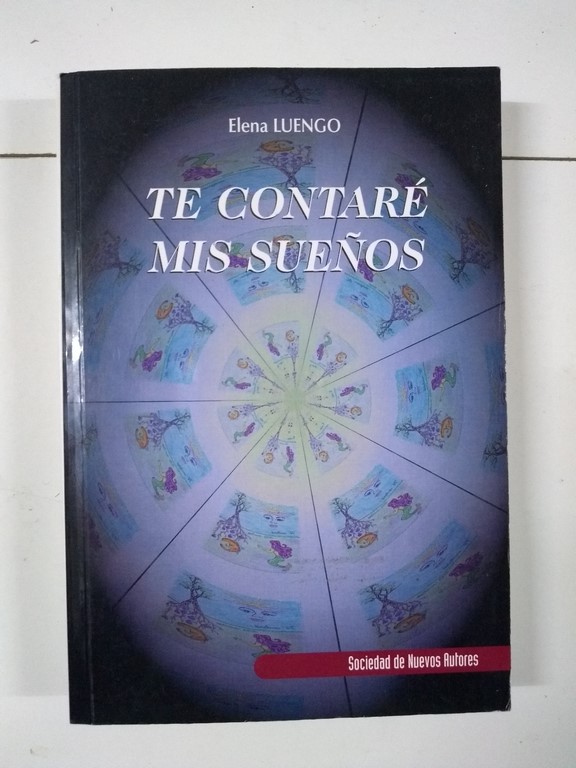 Elena LUENGO
TE CONTARÉ
MIS SUEÑOS
Sociedad de Nuevos Autores